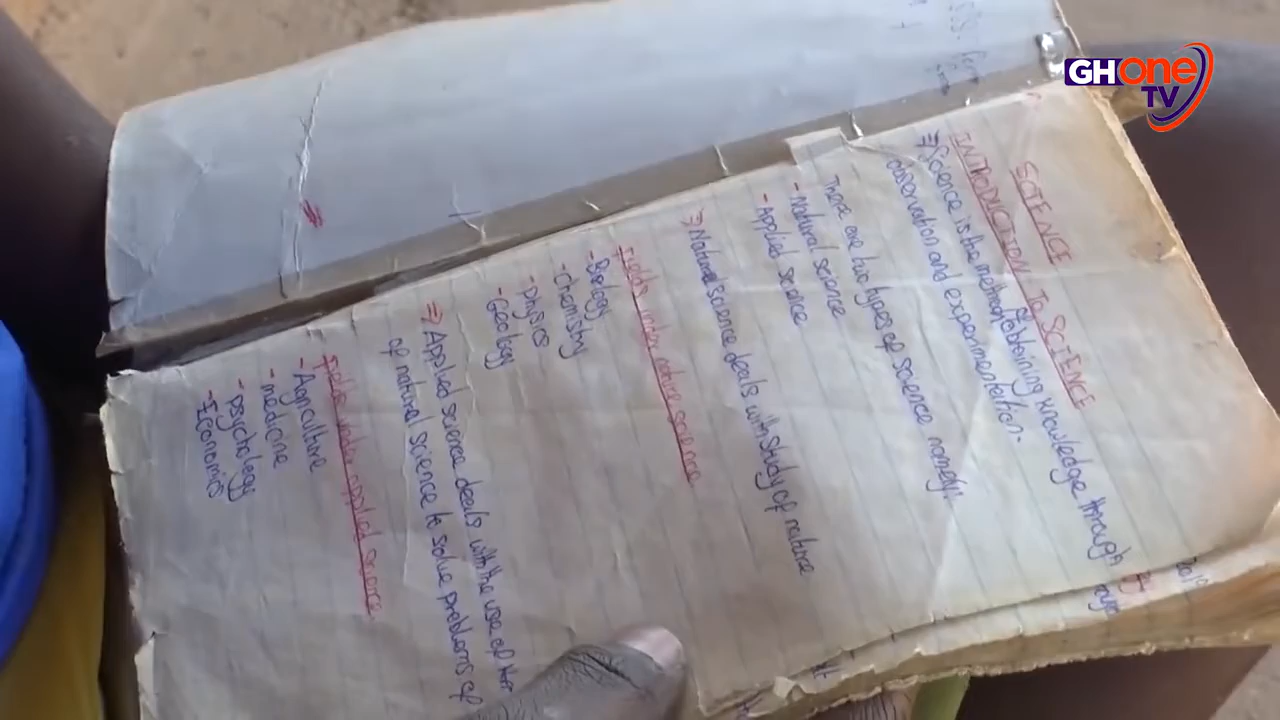 GHOne
TV
SCIENCE
INTRODUCTION TO SCIENCE
⇒ Science is the method of obtaining knowledge through
observation and experimentation.
There are two types of science namely:
- Natural science
- Applied science
⇒ Natural science deals with study of nature
Fields under nature science
- Biology
- Chemistry
- Physics
- Geology
⇒ Applied science deals with the use of
of natural science to solve problems of
Fields under applied science
- Agriculture
- medicine
- psychology
- Economics